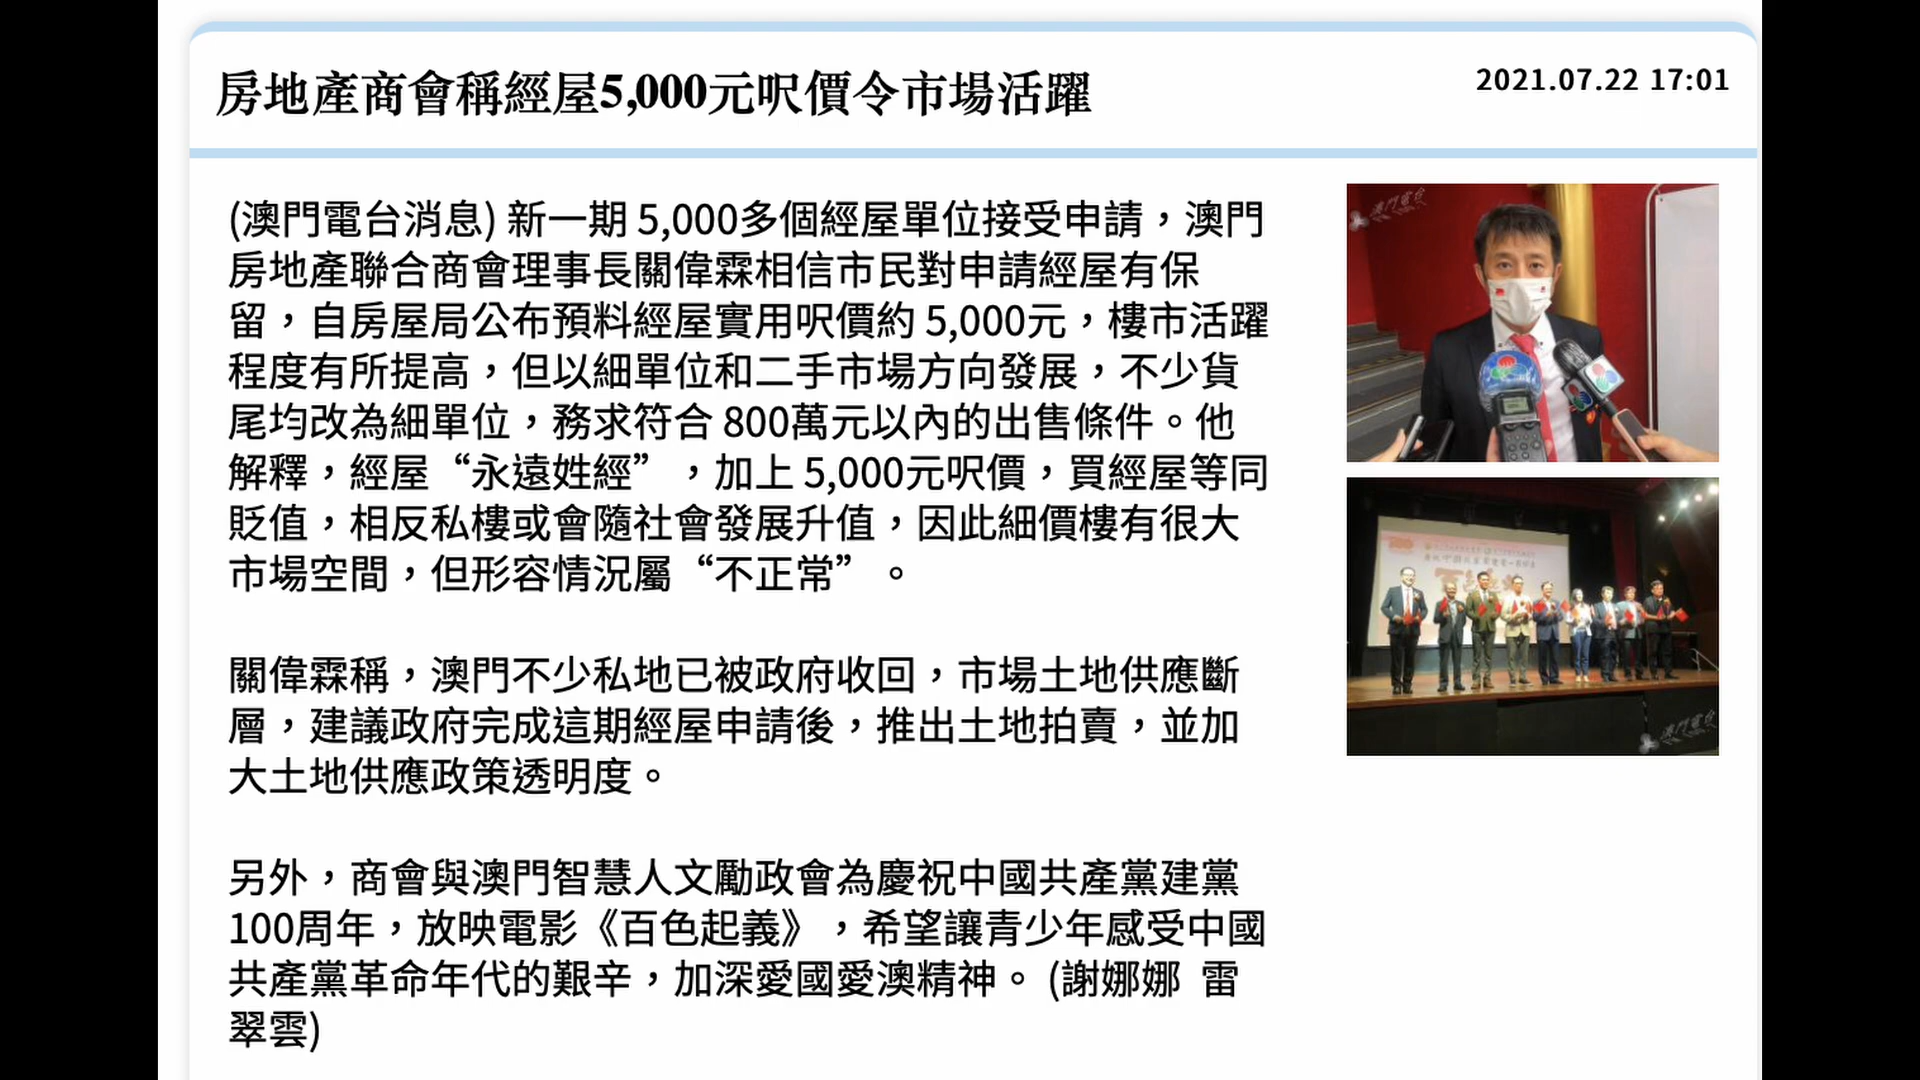 房地產商會稱經屋5,000元呎價令市場活躍
2021.07.22 17:01
(澳門電台消息) 新一期 5,000多個經屋單位接受申請，澳門
房地產聯合商會理事長關偉霖相信市民對申請經屋有保
留，自房屋局公布預料經屋實用呎價約 5,000元，樓市活躍
程度有所提高，但以細單位和二手市場方向發展，不少貨
尾均改為細單位，務求符合 800萬元以內的出售條件。他
解釋，經屋“永遠姓經”，加上 5,000元呎價，買經屋等同
貶值，相反私樓或會隨社會發展升值，因此細價樓有很大
市場空間，但形容情況屬“不正常”。
關偉霖稱，澳門不少私地已被政府收回，市場土地供應斷
層，建議政府完成這期經屋申請後，推出土地拍賣，並加
大土地供應政策透明度。
另外，商會與澳門智慧人文勵政會為慶祝中國共產黨建黨
100周年，放映電影《百色起義》，希望讓青少年感受中國
共產黨革命年代的艱辛，加深愛國愛澳精神。 (謝娜娜 雷
翠雲)
澳門電台
澳門電台